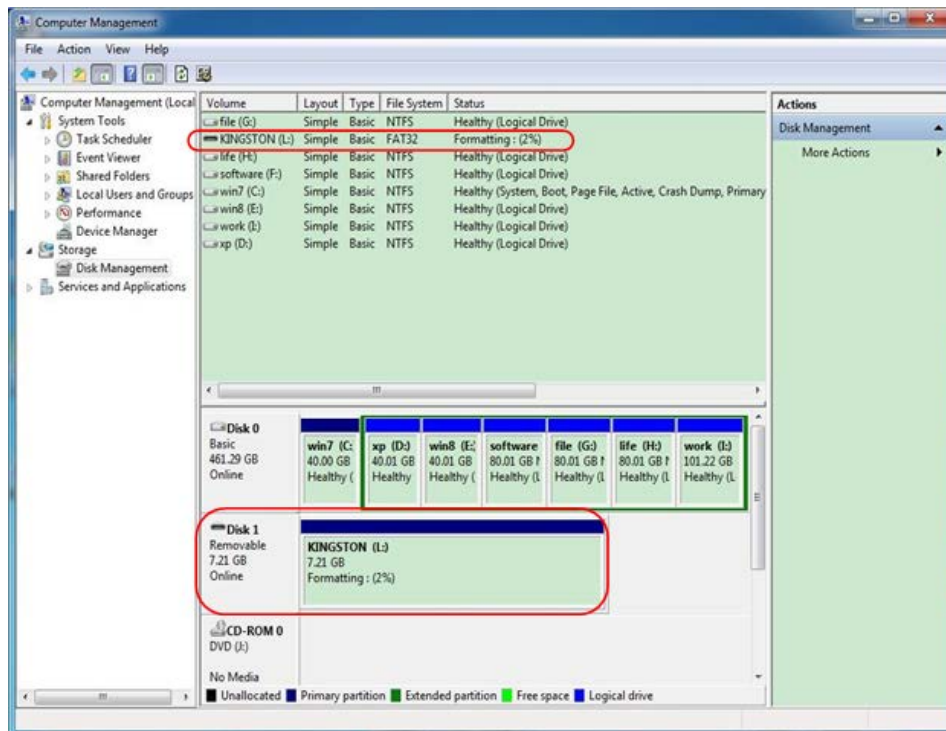 Computer Management
File Action View Help
Computer Management (Local
System Tools
Task Scheduler
Event Viewer
Shared Folders
Local Users and Groups
Performance
Device Manager
Storage
Disk Management
Services and Applications
Volume Layout Type File System Status
file (G:) Simple Basic NTFS Healthy (Logical Drive)
KINGSTON (L:) Simple Basic FAT32 Formatting : (2%)
life (H:) Simple Basic NTFS Healthy (Logical Drive)
software (F:) Simple Basic NTFS Healthy (Logical Drive)
win7 (C:) Simple Basic NTFS Healthy (System, Boot, Page File, Active, Crash Dump, Primary
win8 (E:) Simple Basic NTFS Healthy (Logical Drive)
work (I:) Simple Basic NTFS Healthy (Logical Drive)
xp (D:) Simple Basic NTFS Healthy (Logical Drive)
Disk 0
Basic
461.29 GB
Online
win7 (C: xp (D:) win8 (E: software file (G:) life (H:) work (I:)
40.00 GB 40.01 GB 40.01 GB 80.01 GB 80.01 GB 80.01 GB 101.22 GB
Healthy ( Healthy Healthy ( Healthy (L Healthy (L Healthy (L Healthy (L
Disk 1
Removable
7.21 GB
Online
KINGSTON (L:)
7.21 GB
Formatting : (2%)
CD-ROM 0
DVD (J:)
No Media
Unallocated Primary partition Extended partition Free space Logical drive
Actions
Disk Management
More Actions